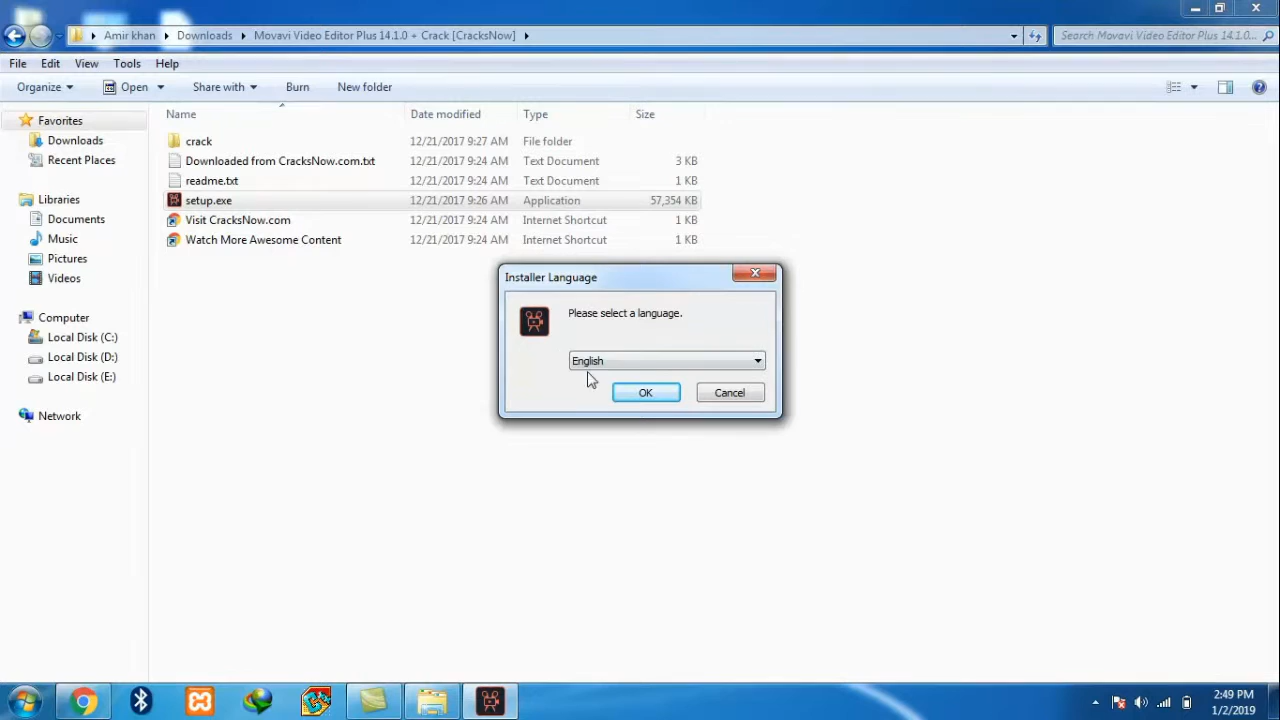 Amir khan ▸ Downloads ▸ Movavi Video Editor Plus 14.1.0 + Crack [CracksNow] ▸ Search Movavi Video Editor Plus 14.1.0...
File Edit View Tools Help
Organize Open Share with Burn New folder
Name Date modified Type Size
Favorites
Downloads
Recent Places
Libraries
Documents
Music
Pictures
Videos
Computer
Local Disk (C:)
Local Disk (D:)
Local Disk (E:)
Network
crack 12/21/2017 9:27 AM File folder
Downloaded from CracksNow.com.txt 12/21/2017 9:24 AM Text Document 3 KB
readme.txt 12/21/2017 9:24 AM Text Document 1 KB
setup.exe 12/21/2017 9:26 AM Application 57,354 KB
Visit CracksNow.com 12/21/2017 9:24 AM Internet Shortcut 1 KB
Watch More Awesome Content 12/21/2017 9:24 AM Internet Shortcut 1 KB
Installer Language
Please select a language.
English
OK Cancel
2:49 PM
1/2/2019